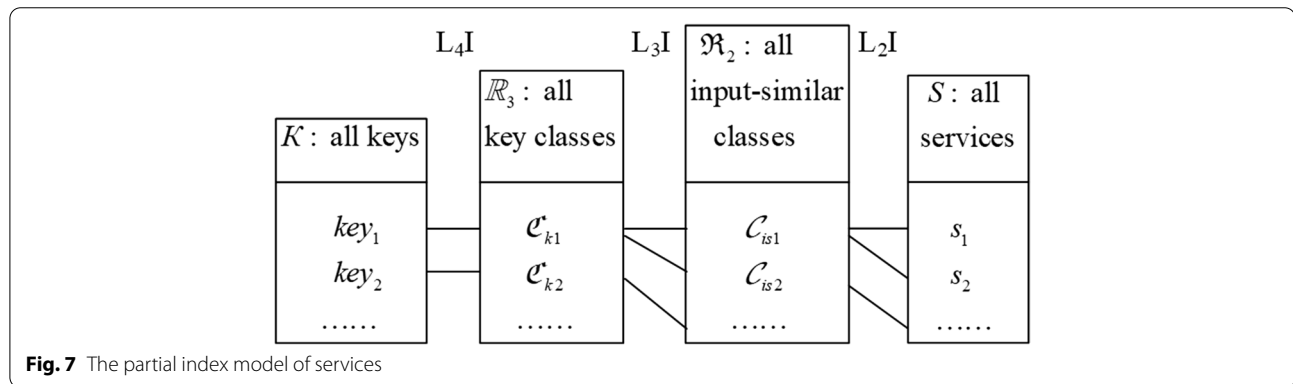 L₄I
L₃I
L₂I
K : all keys
ℝ₃ : all
key classes
ℜ₂ : all
input-similar
classes
S : all
services
key₁
ℭₖ₁
𝒞ᵢₛ₁
s₁
key₂
ℭₖ₂
𝒞ᵢₛ₂
s₂
......
......
......
......
Fig. 7 The partial index model of services